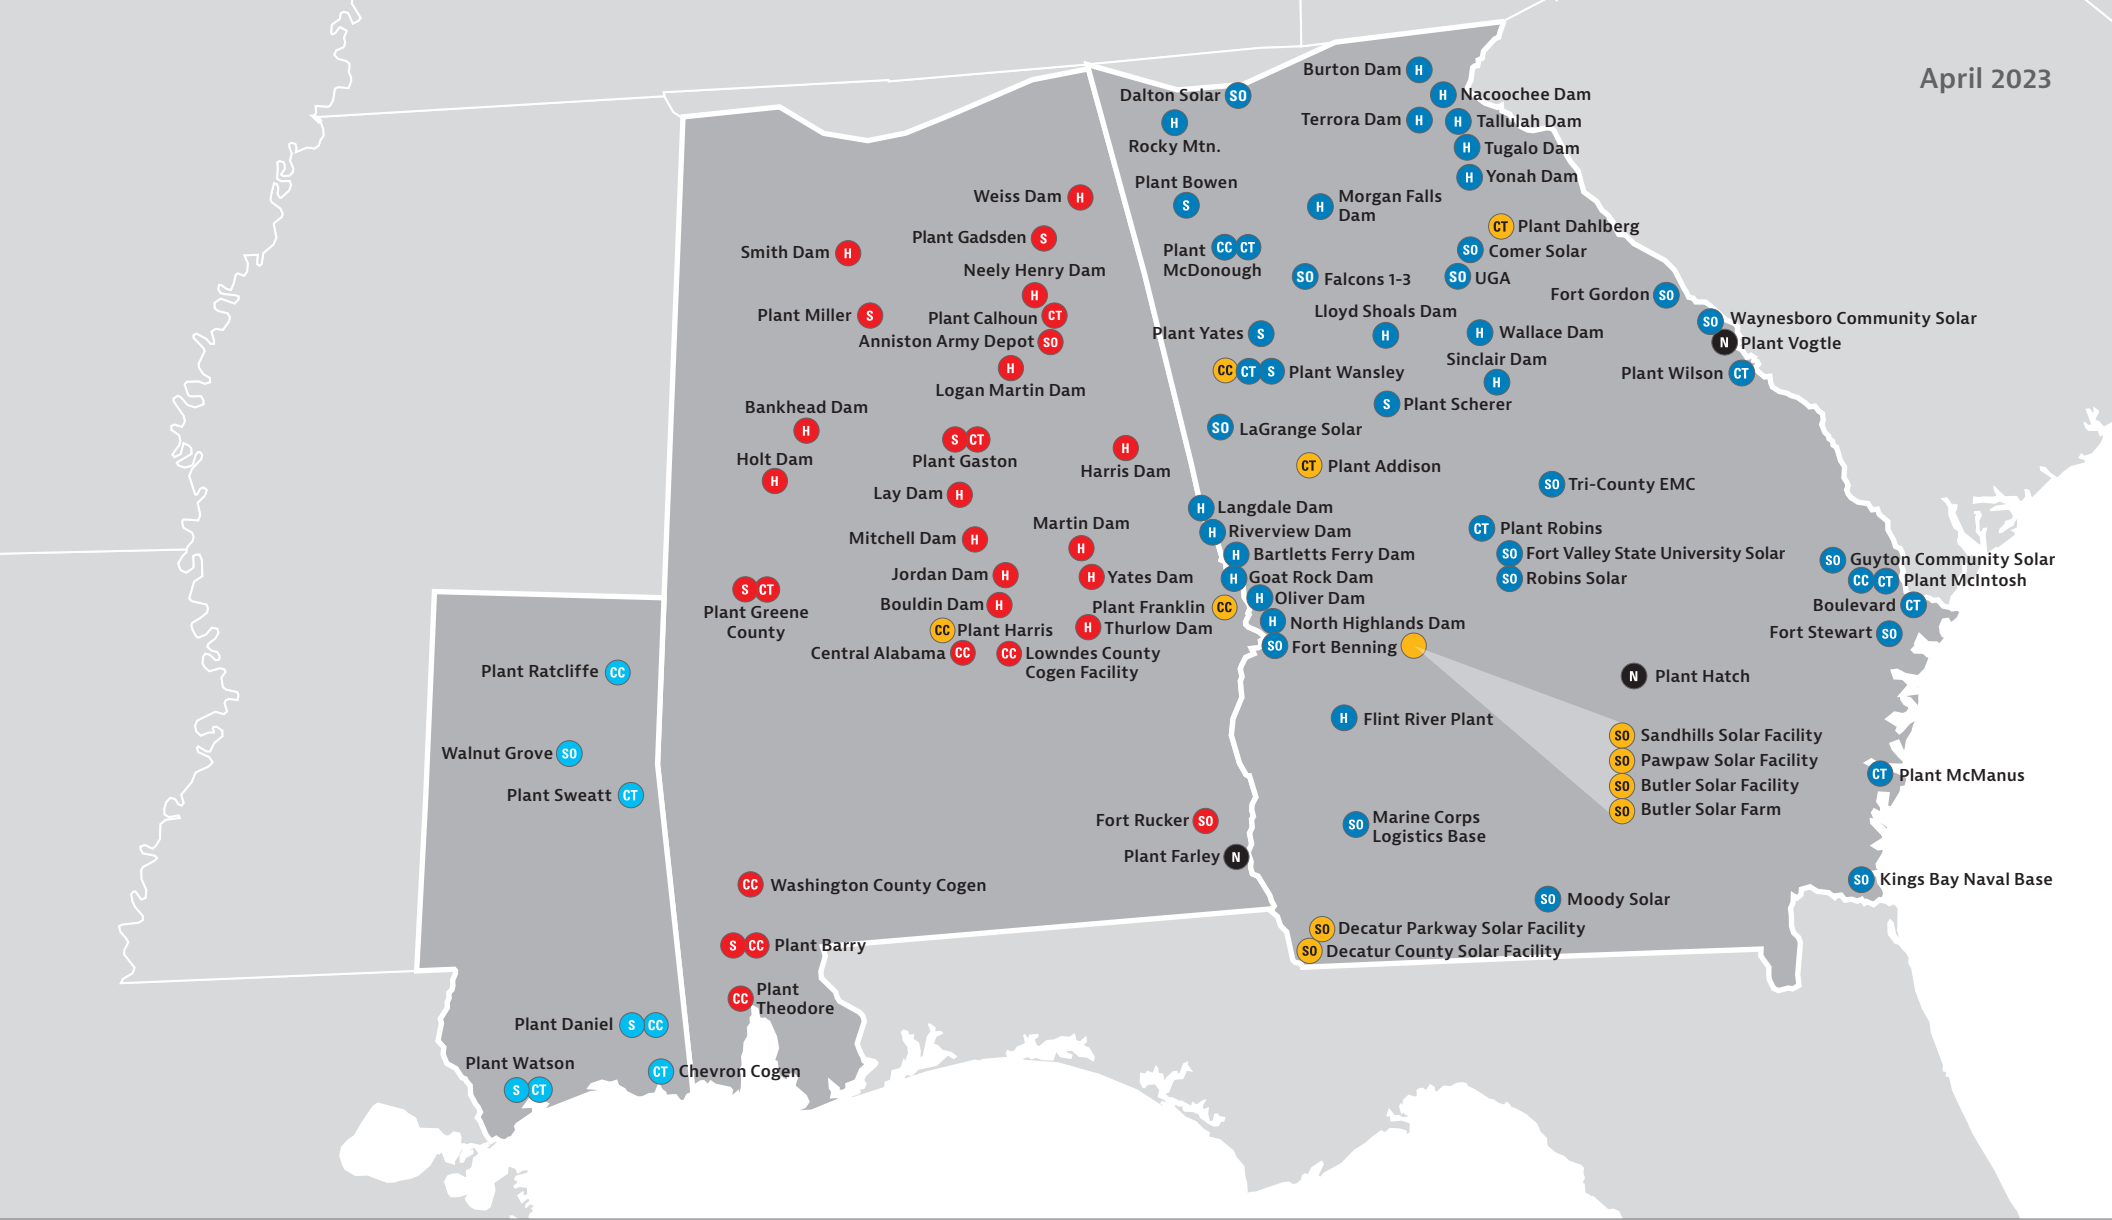 April 2023
Burton Dam H
Dalton Solar SO
H Nacoochee Dam
Terrora Dam H
H Tallulah Dam
H
Rocky Mtn.
H Tugalo Dam
H Yonah Dam
Plant Bowen
S
H Morgan Falls
Dam
Weiss Dam H
CT Plant Dahlberg
Plant Gadsden S
Smith Dam H
Plant CC CT
McDonough
SO Comer Solar
Neely Henry Dam
H
SO Falcons 1-3
SO UGA
Fort Gordon SO
Plant Miller S
Plant Calhoun CT
Lloyd Shoals Dam
H
SO Waynesboro Community Solar
Plant Yates S
H Wallace Dam
Anniston Army Depot SO
N Plant Vogtle
Sinclair Dam
H
H
Logan Martin Dam
CC CT S Plant Wansley
Plant Wilson CT
S Plant Scherer
Bankhead Dam
H
SO LaGrange Solar
S CT
Plant Gaston
H
Harris Dam
Holt Dam
H
CT Plant Addison
Lay Dam H
SO Tri-County EMC
H Langdale Dam
Martin Dam
H
H Riverview Dam
CT Plant Robins
Mitchell Dam H
H Bartletts Ferry Dam
SO Fort Valley State University Solar
SO Guyton Community Solar
Jordan Dam H
H Yates Dam
H Goat Rock Dam
SO Robins Solar
CC CT Plant McIntosh
S CT
Plant Greene
County
Bouldin Dam H
Plant Franklin CC
H Oliver Dam
Boulevard CT
CC Plant Harris
H Thurlow Dam
H North Highlands Dam
Fort Stewart SO
Central Alabama CC
CC Lowndes County
Cogen Facility
SO Fort Benning
Plant Ratcliffe CC
N Plant Hatch
H Flint River Plant
SO Sandhills Solar Facility
SO Pawpaw Solar Facility
SO Butler Solar Facility
SO Butler Solar Farm
Walnut Grove SO
CT Plant McManus
Plant Sweatt CT
Fort Rucker SO
SO Marine Corps
Logistics Base
Plant Farley N
CC Washington County Cogen
SO Kings Bay Naval Base
SO Moody Solar
SO Decatur Parkway Solar Facility
SO Decatur County Solar Facility
S CC Plant Barry
CC Plant
Theodore
Plant Daniel S CC
Plant Watson
S CT
CT Chevron Cogen